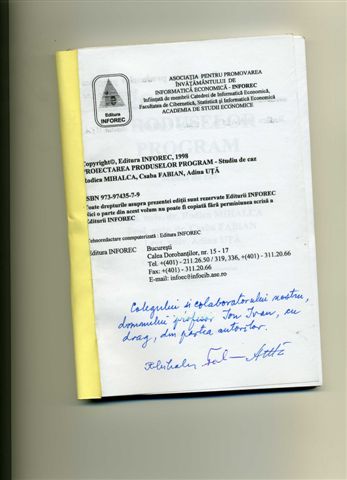 Editura
INFOREC
ASOCIAȚIA PENTRU PROMOVAREA
ÎNVĂȚĂMÂNTULUI DE
INFORMATICĂ ECONOMICĂ - INFOREC
Înființată de membrii Catedrei de Informatică Economică,
Facultatea de Cibernetică, Statistică și Informatică Economică
ACADEMIA DE STUDII ECONOMICE
Copyright©, Editura INFOREC, 1998
PROIECTAREA PRODUSELOR PROGRAM - Studiu de caz
Rodica MIHALCA, Csaba FABIAN, Adina UȚĂ
ISBN 973-97435-7-9
Toate drepturile asupra prezentei ediții sunt rezervate Editurii INFOREC
Nici o parte din acest volum nu poate fi copiată fără permisiunea scrisă a
Editurii INFOREC
Tehnoredactare computerizată : Editura INFOREC
Editura INFOREC
București
Calea Dorobanților, nr. 15 - 17
Tel. +(401) - 211.26.50 / 319, 336, +(401) - 311.20.66
Fax: +(401) - 311.20.66
E-mail: infoec@infocib.ase.ro
Colegului și colaboratorului nostru,
domnului profesor Ion Ivan, cu
drag, din partea autorilor.